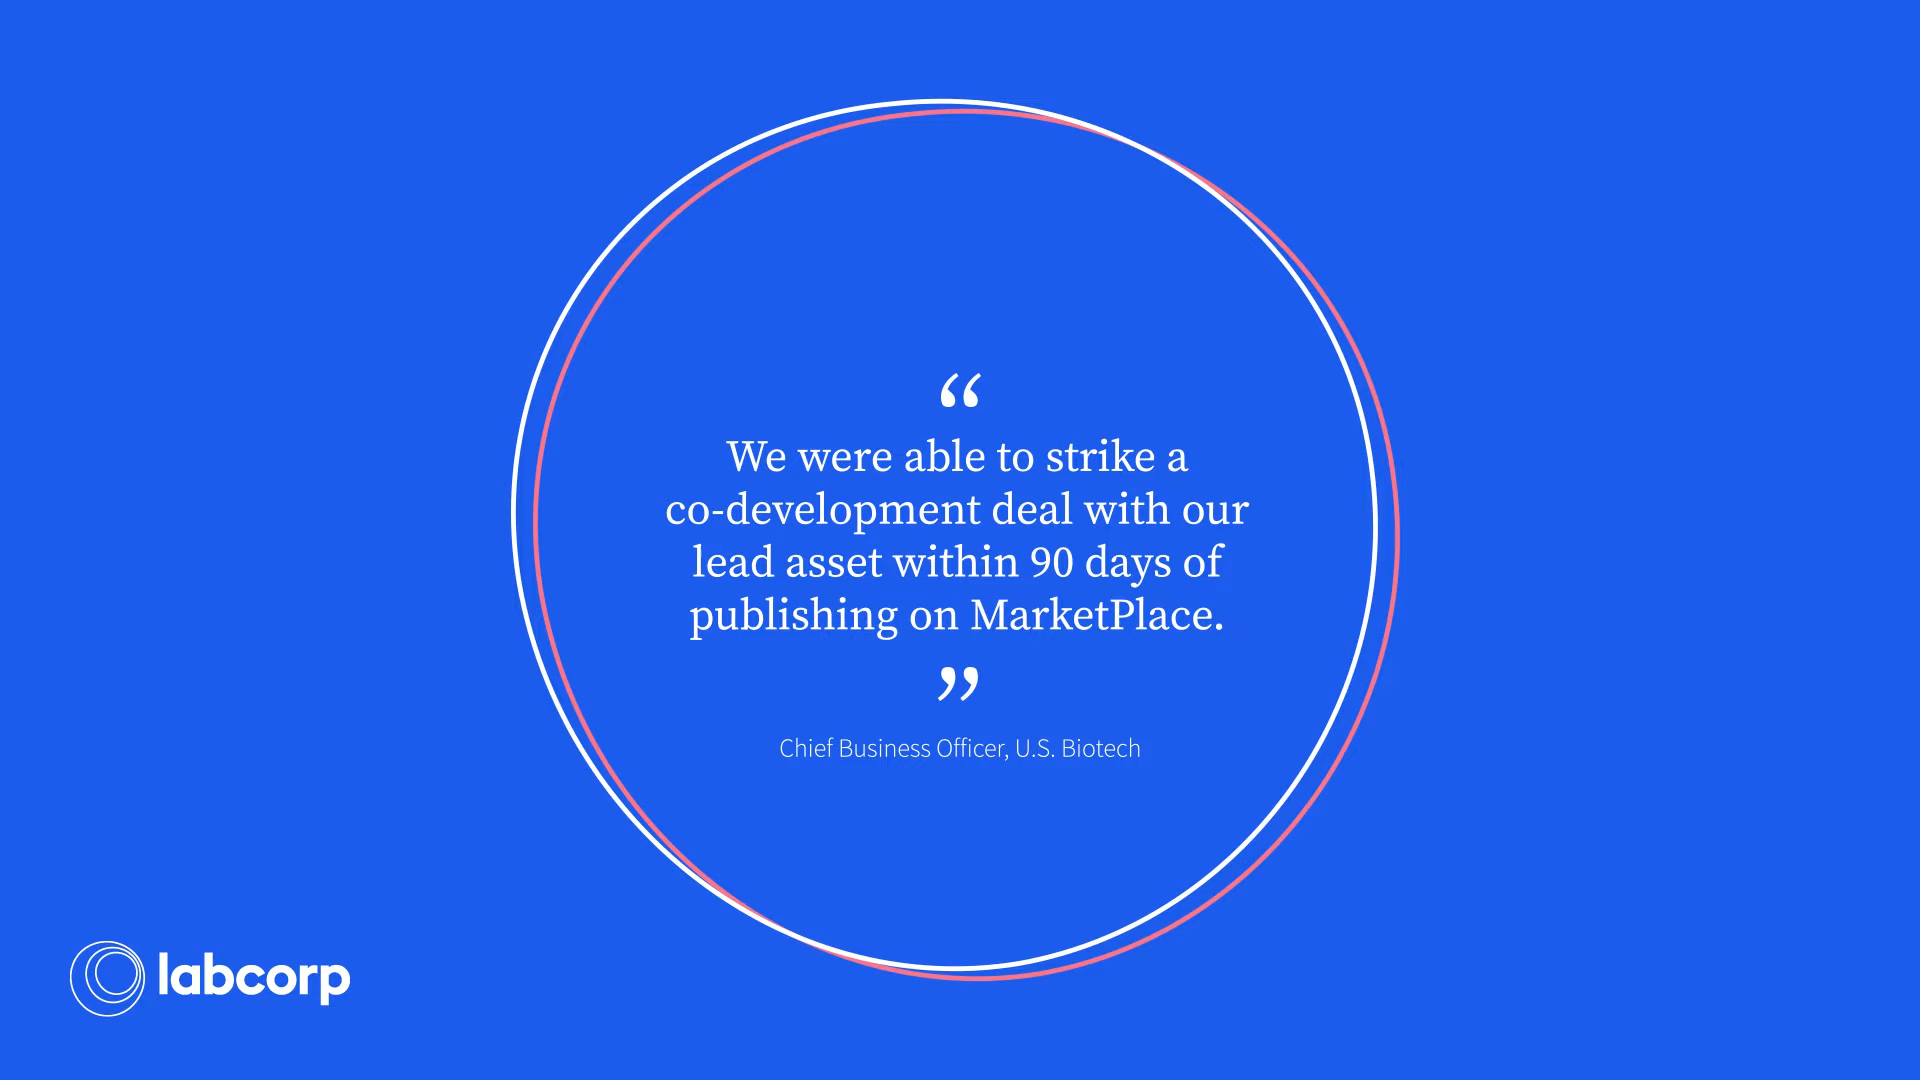 “
We were able to strike a
co-development deal with our
lead asset within 90 days of
publishing on MarketPlace.
”
Chief Business Officer, U.S. Biotech
labcorp